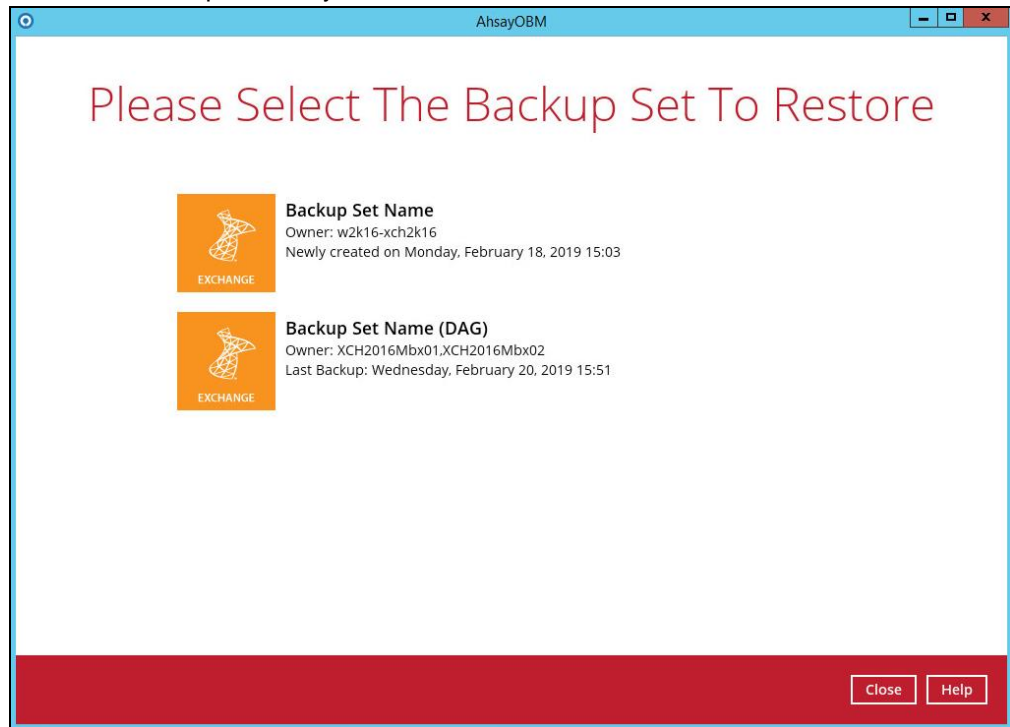 AhsayOBM
Please Select The Backup Set To Restore
Backup Set Name
Owner: w2k16-xch2k16
Newly created on Monday, February 18, 2019 15:03
EXCHANGE
Backup Set Name (DAG)
Owner: XCH2016Mbx01,XCH2016Mbx02
Last Backup: Wednesday, February 20, 2019 15:51
EXCHANGE
Close Help